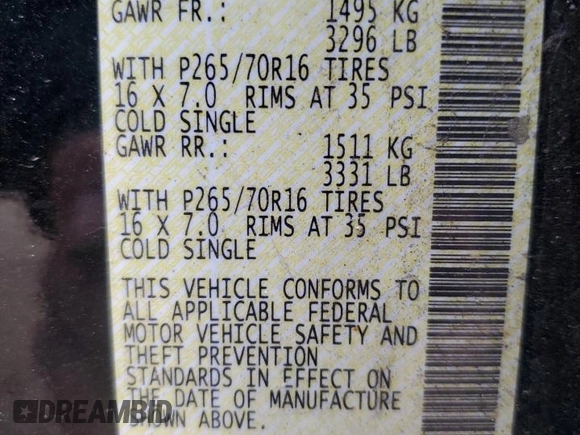 GAWR FR.: 1495 KG
3296 LB
WITH P265/70R16 TIRES
16 X 7.0 RIMS AT 35 PSI
COLD SINGLE
GAWR RR.: 1511 KG
3331 LB
WITH P265/70R16 TIRES
16 X 7.0 RIMS AT 35 PSI
COLD SINGLE
THIS VEHICLE CONFORMS TO
ALL APPLICABLE FEDERAL
MOTOR VEHICLE SAFETY AND
THEFT PREVENTION
STANDARDS IN EFFECT ON
THE DATE OF MANUFACTURE
SHOWN ABOVE.
DREAMBID